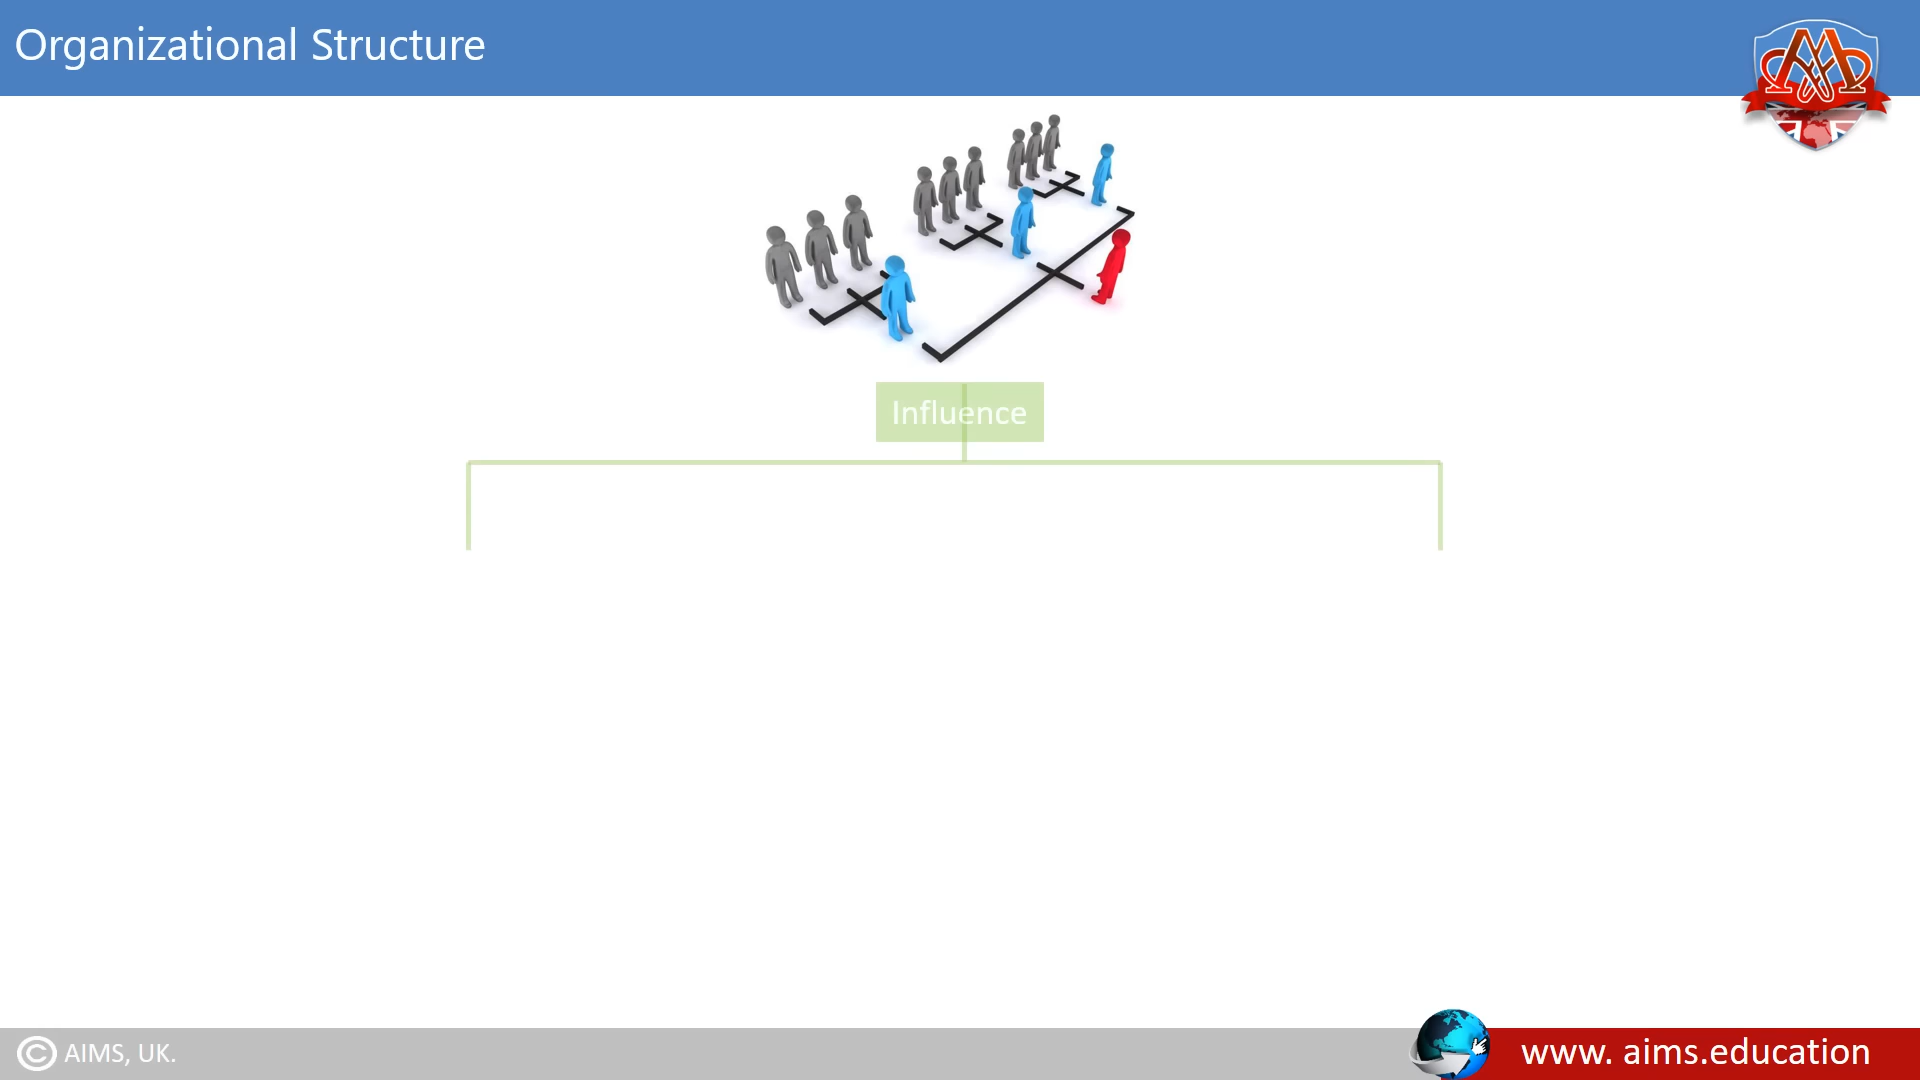 Organizational Structure
Influence
© AIMS, UK.
www. aims.education